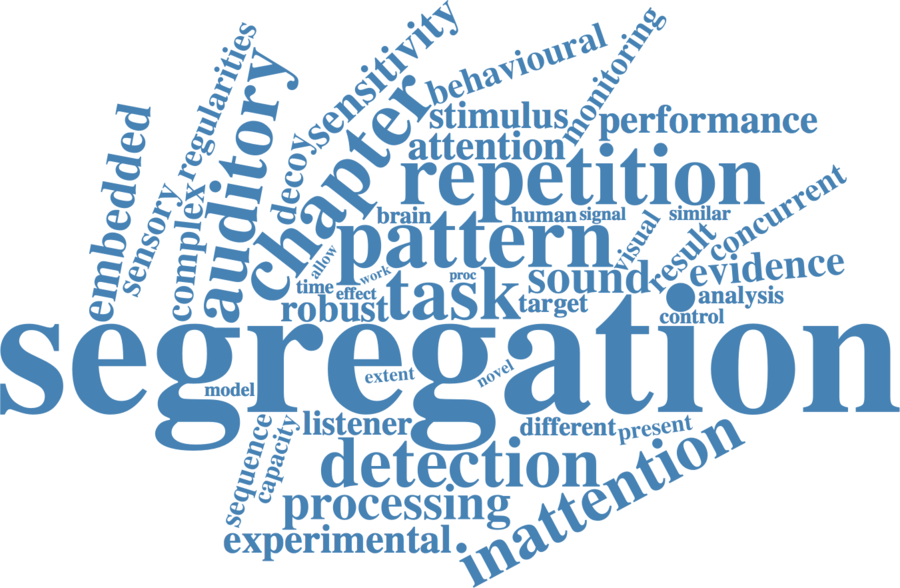 regularities
sensitivity
monitoring
behavioural
auditory
embedded
chapter
stimulus
performance
decoy
attention
sensory
complex
repetition
concurrent
brain
human
signal
similar
visual
pattern
result
allow
work
proc
sound
evidence
time
effect
task
target
analysis
robust
control
segregation
model
extent
novel
sequence
capacity
listener
different
present
detection
inattention
processing
experimental